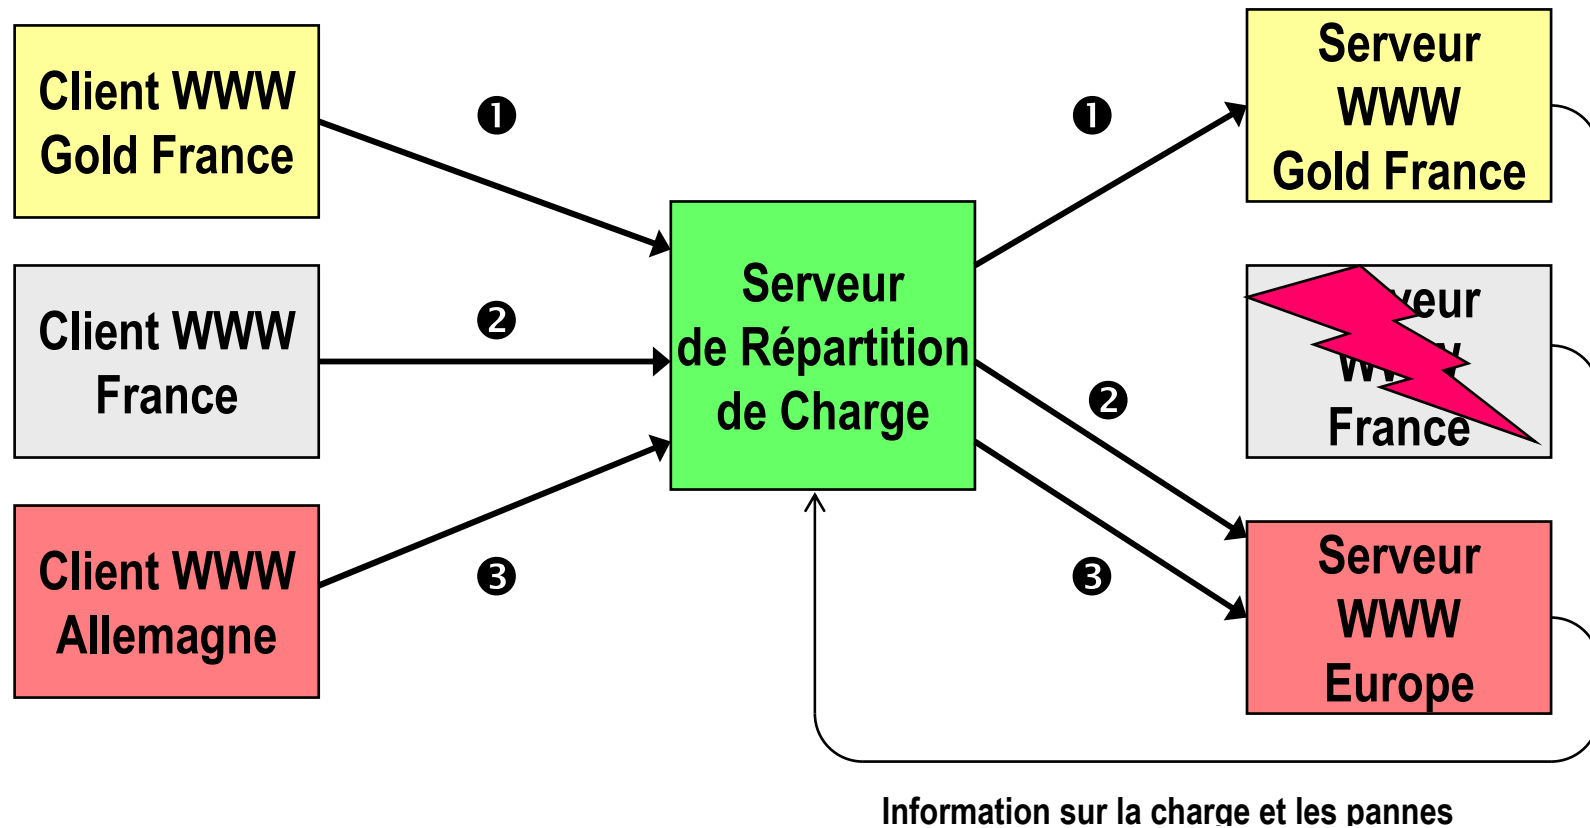 Client WWW
Gold France
❶
❶
Serveur
WWW
Gold France
Client WWW
France
❷
Serveur
de Répartition
de Charge
❷
France
Client WWW
Allemagne
❸
❸
Serveur
WWW
Europe
Information sur la charge et les pannes